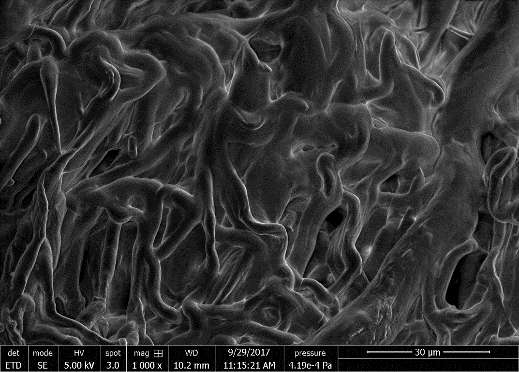 det mode HV spot mag WD 9/29/2017 pressure 30 µm
ETD SE 5.00 kV 3.0 1 000 x 10.2 mm 11:15:21 AM 4.19e-4 Pa